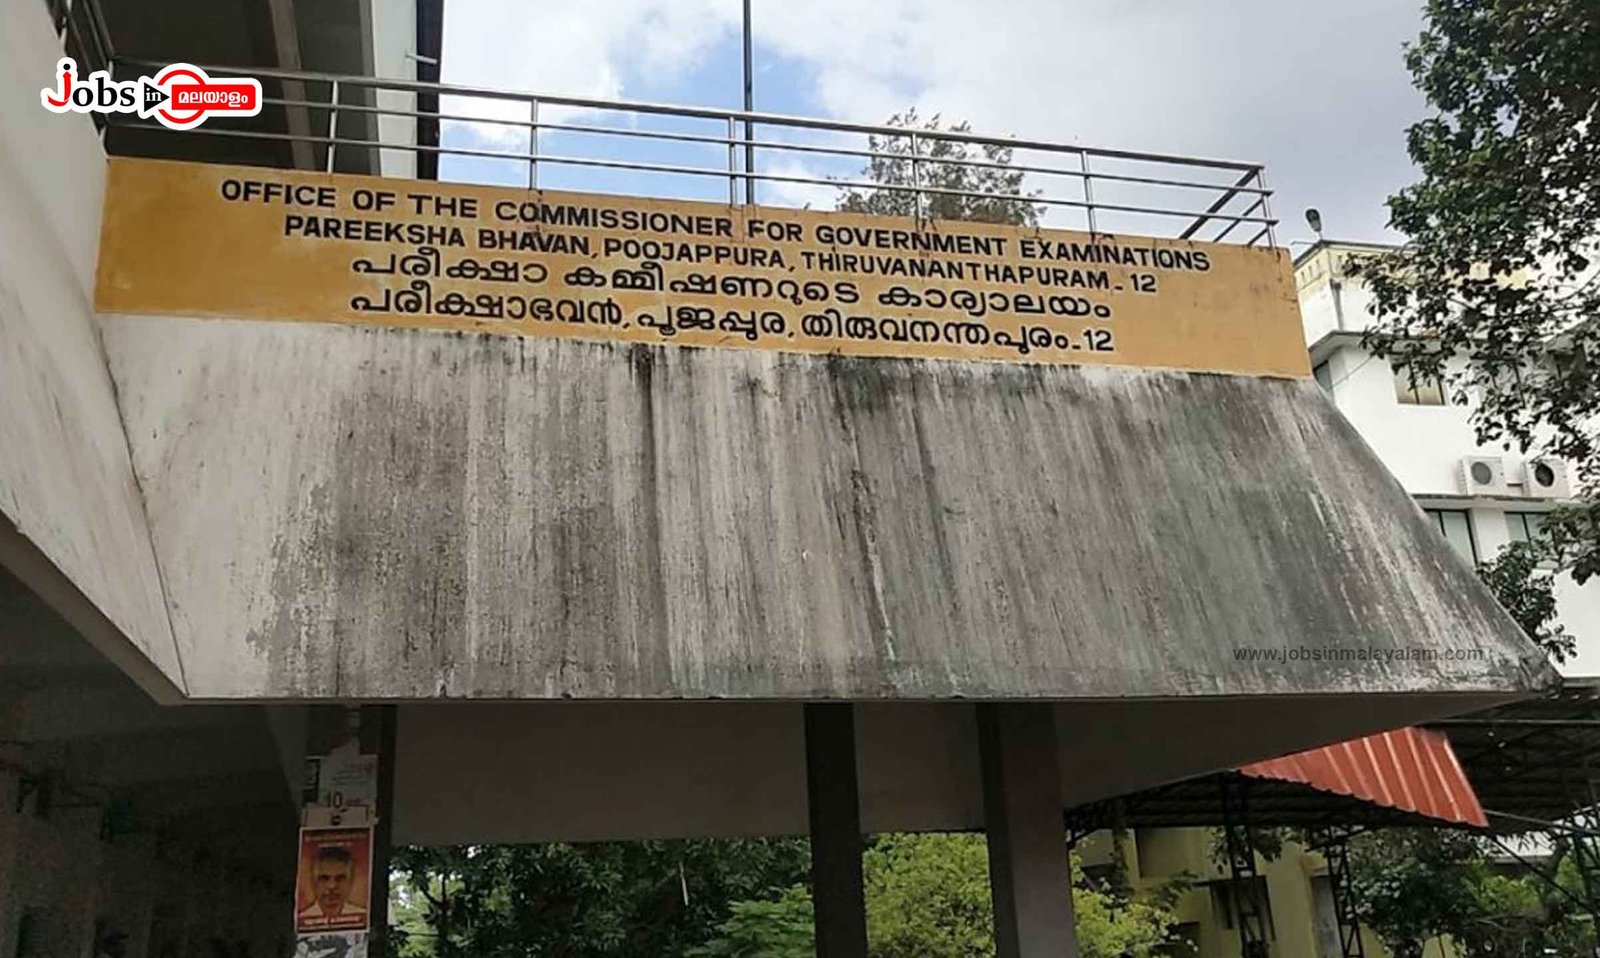 Jobs in മലയാളം
OFFICE OF THE COMMISSIONER FOR GOVERNMENT EXAMINATIONS
PAREEKSHA BHAVAN, POOJAPPURA, THIRUVANANTHAPURAM - 12
പരീക്ഷാ കമ്മീഷണറുടെ കാര്യാലയം
പരീക്ഷാഭവൻ, പൂജപ്പുര, തിരുവനന്തപൂരം-12
www.jobsinmalayalam.com
10